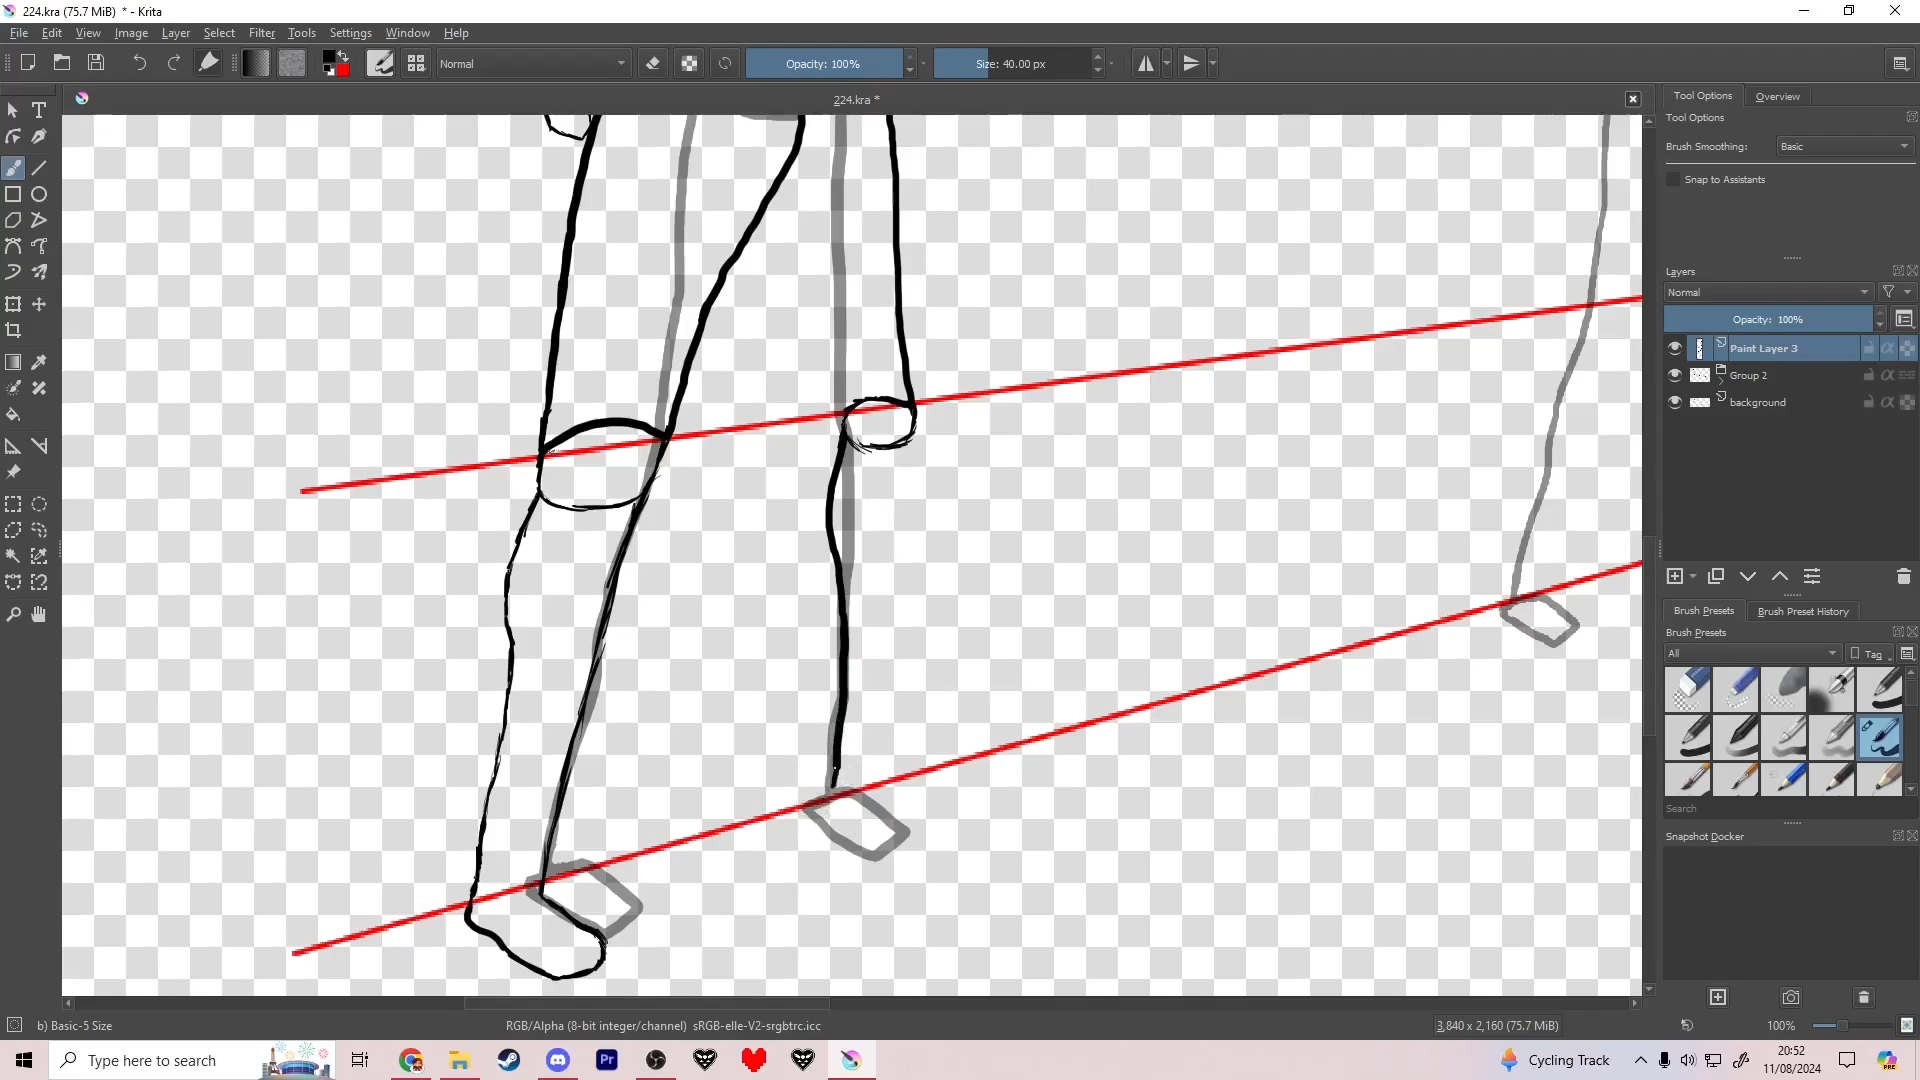 224.kra (75.7 MiB)  * - Krita
File Edit View Image Layer Select Filter Tools Settings Window Help
Normal Opacity: 100% Size: 40.00 px
224.kra *
Tool Options Overview
Tool Options
Brush Smoothing: Basic
Snap to Assistants
Layers
Normal
Opacity: 100%
Paint Layer 3
Group 2
background
Brush Presets Brush Preset History
Brush Presets
All Tag
Search
Snapshot Docker
b) Basic-5 Size RGB/Alpha (8-bit integer/channel)  sRGB-elle-V2-srgbtrc.icc 3,840 x 2,160 (75.7 MiB) 100%
Type here to search Pr Cycling Track 20:52
11/08/2024
PRE